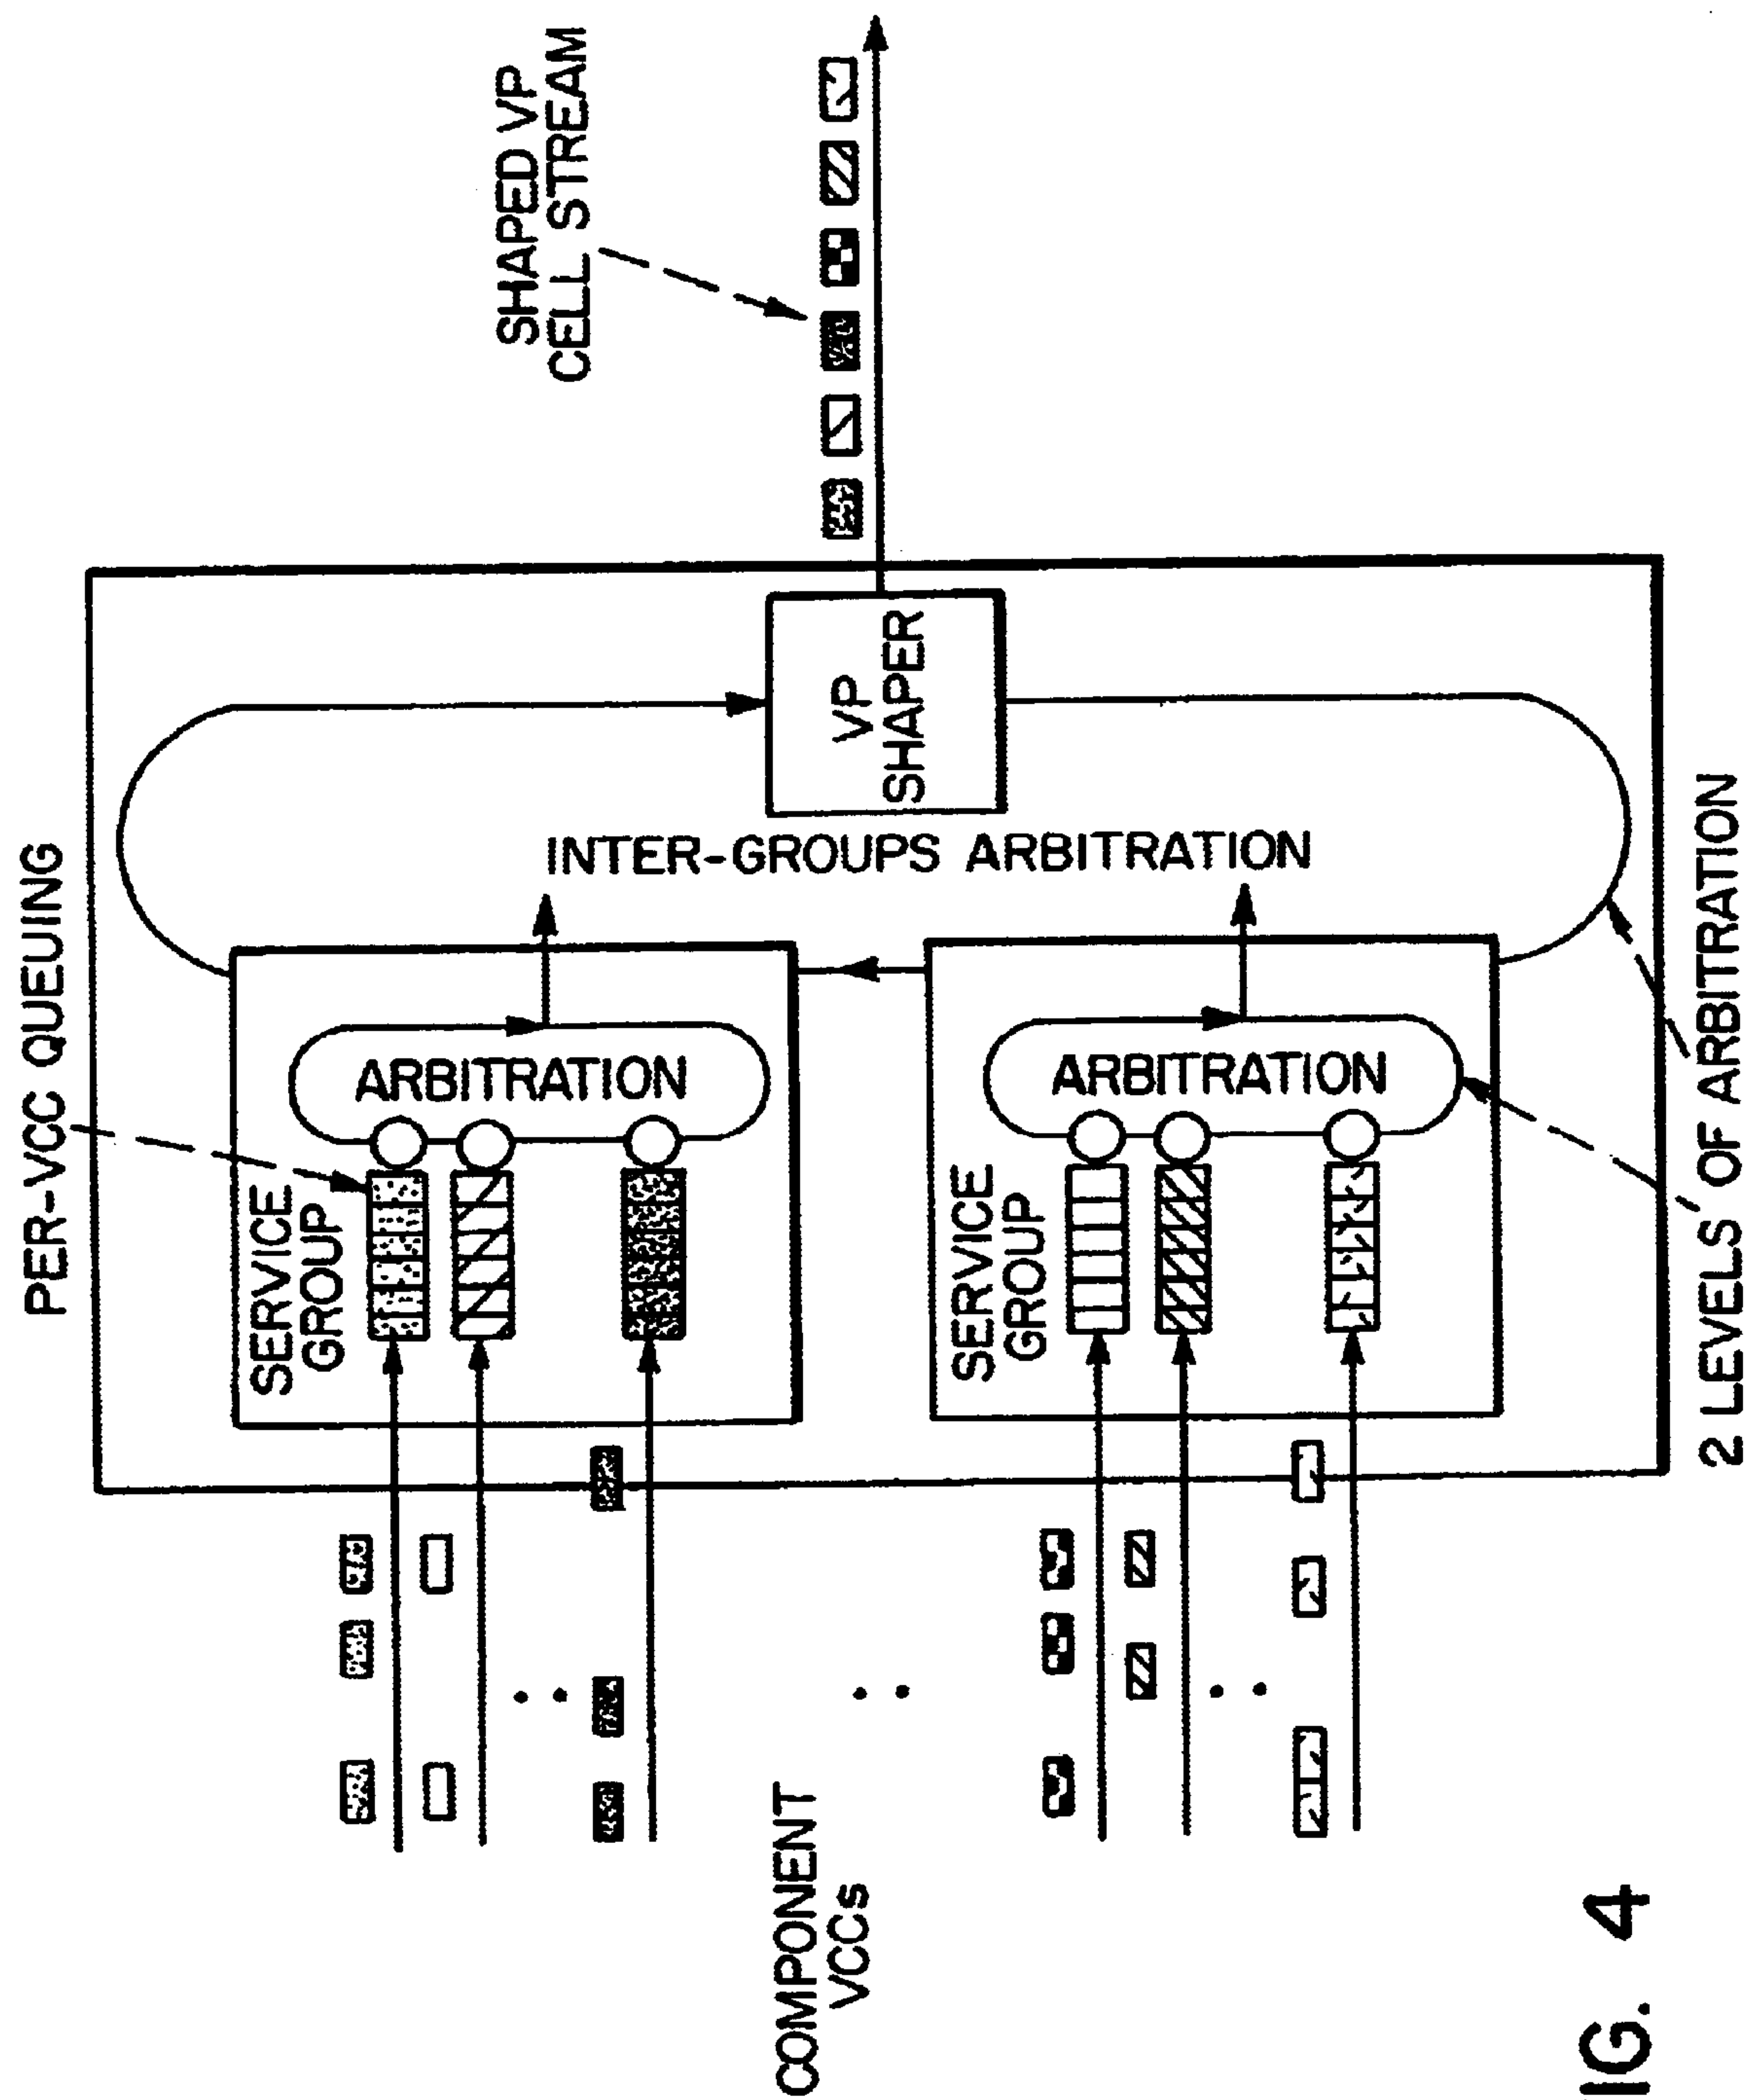 PER-VCC QUEUING
SERVICE
GROUP
ARBITRATION
SHAPED VP
CELL STREAM
INTER-GROUPS ARBITRATION
VP
SHAPER
COMPONENT
VCCs
SERVICE
GROUP
ARBITRATION
2 LEVELS OF ARBITRATION
IG. 4